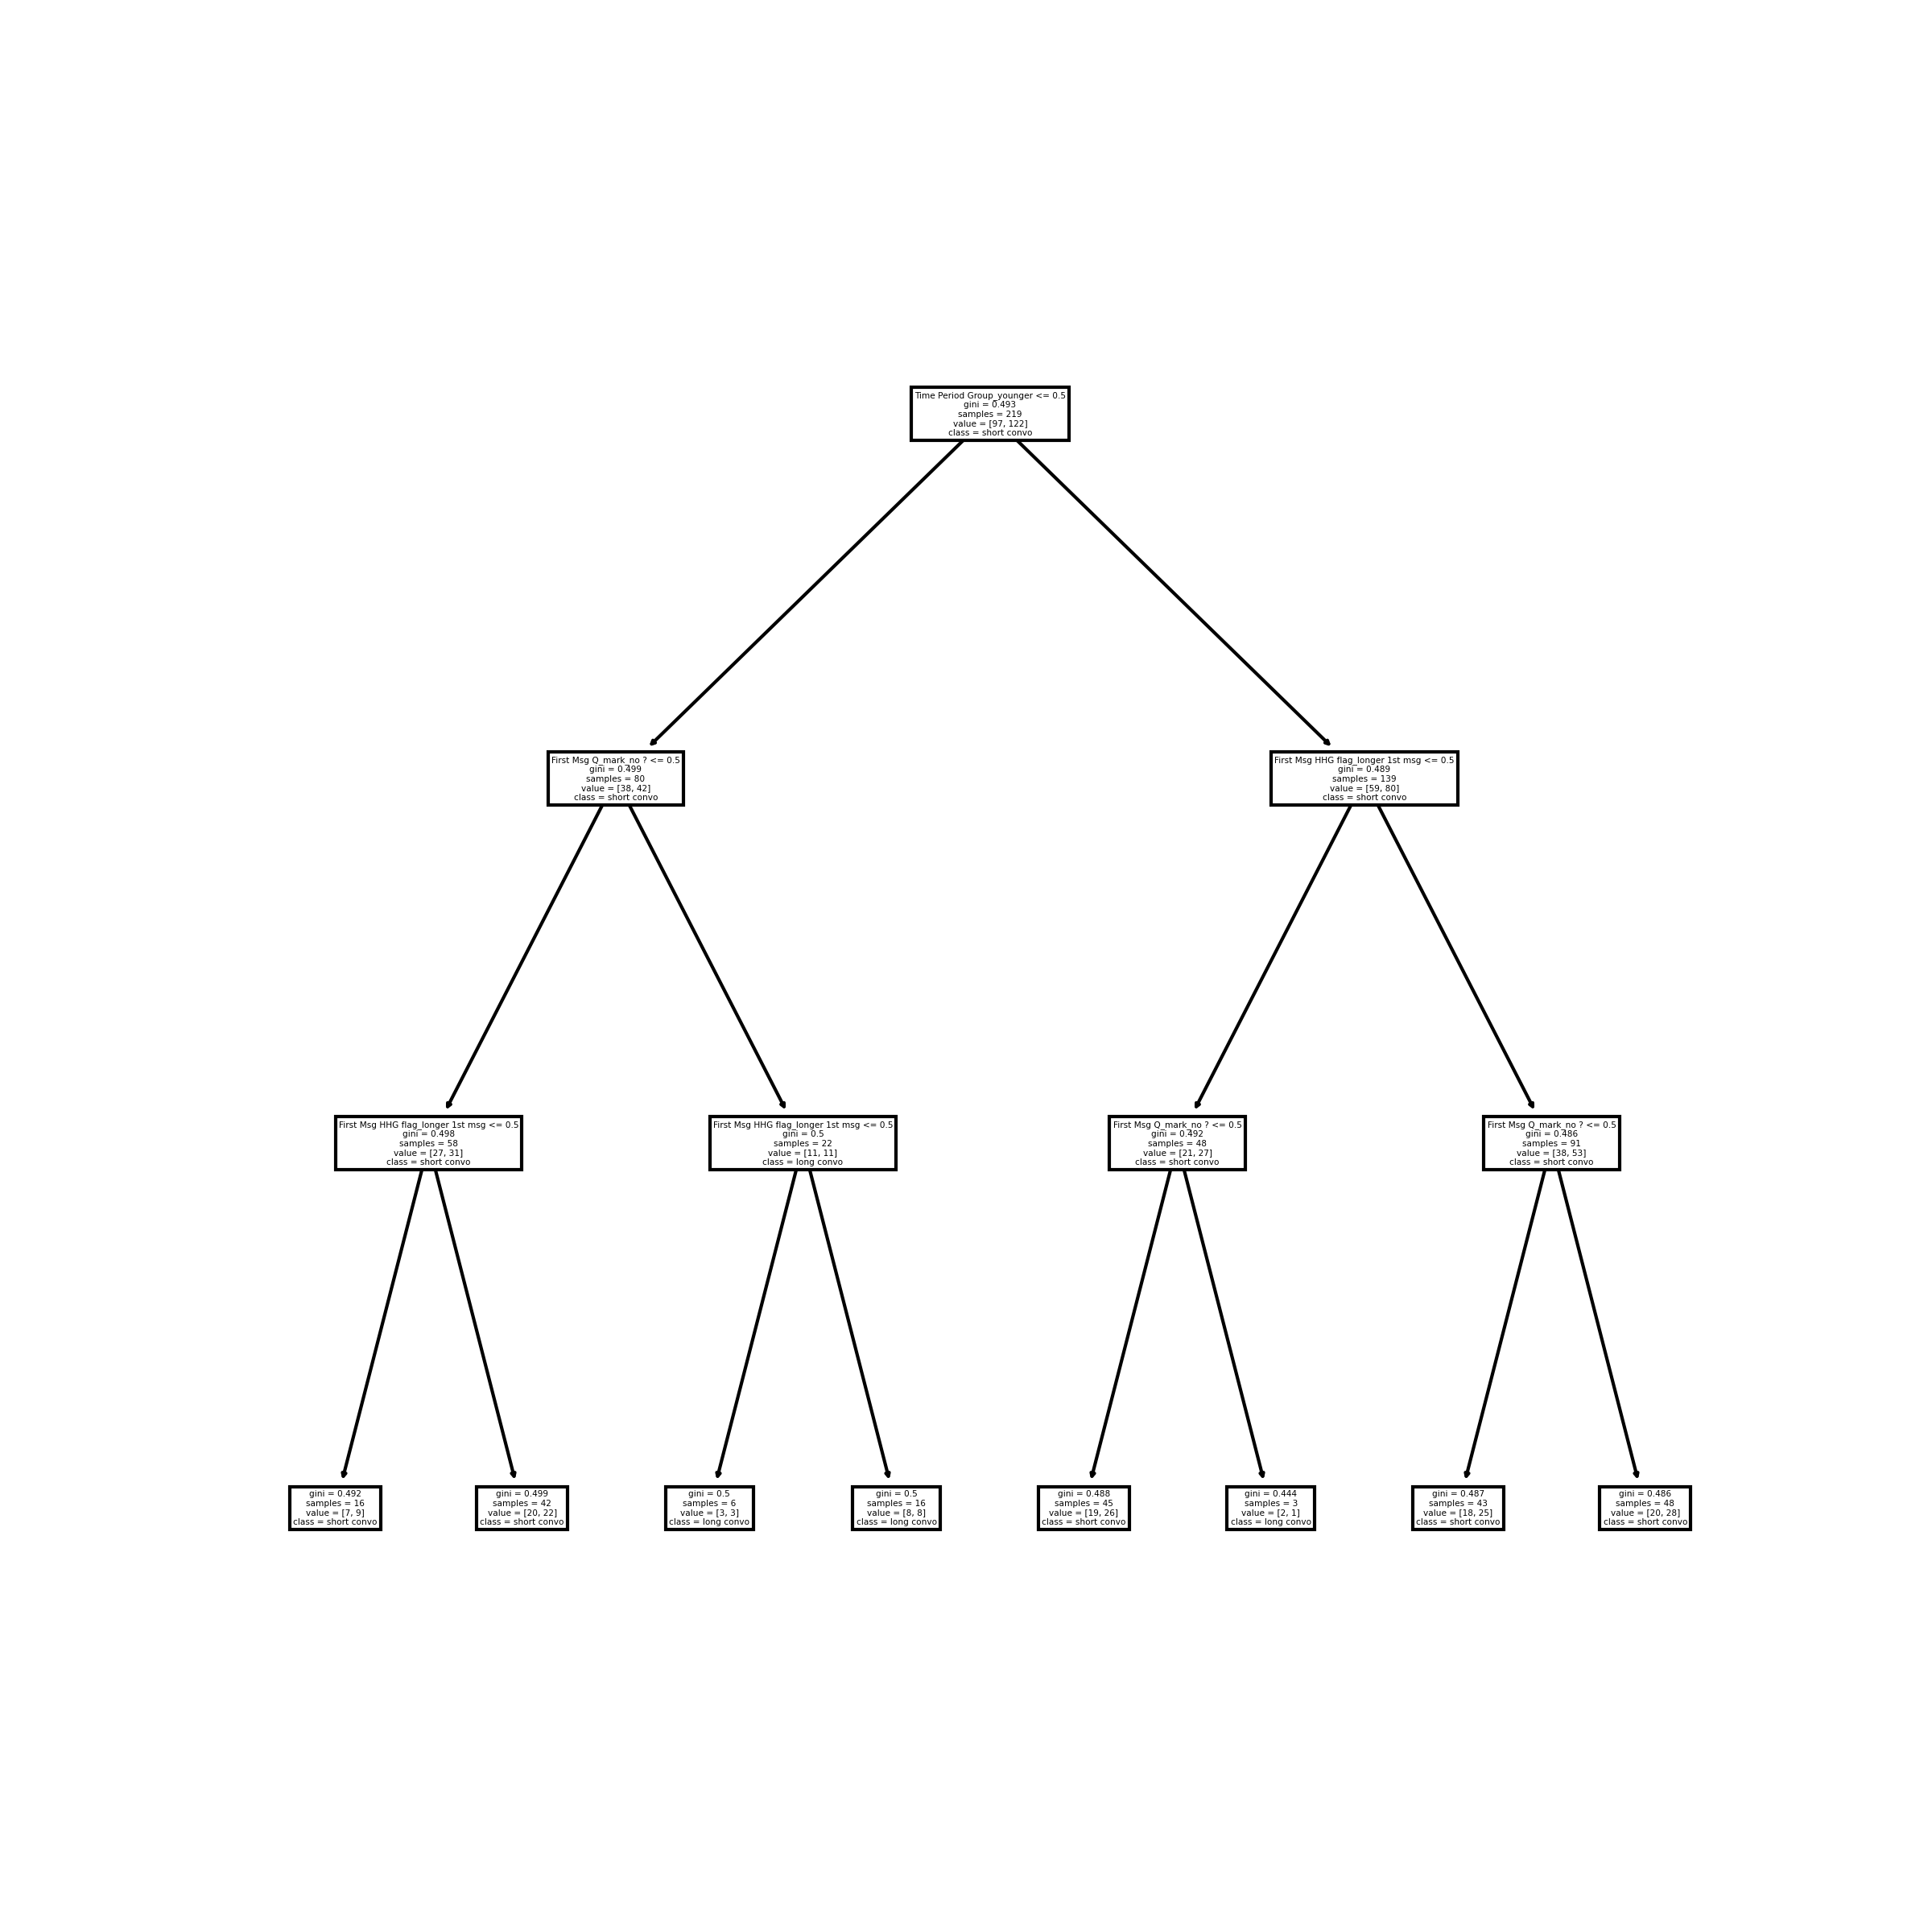 Time Period Group_younger <= 0.5
gini = 0.493
samples = 219
value = [97, 122]
class = short convo
First Msg Q_mark_no ? <= 0.5
gini = 0.499
samples = 80
value = [38, 42]
class = short convo
First Msg HHG flag_longer 1st msg <= 0.5
gini = 0.489
samples = 139
value = [59, 80]
class = short convo
First Msg HHG flag_longer 1st msg <= 0.5
gini = 0.498
samples = 58
value = [27, 31]
class = short convo
First Msg HHG flag_longer 1st msg <= 0.5
gini = 0.5
samples = 22
value = [11, 11]
class = long convo
First Msg Q_mark_no ? <= 0.5
gini = 0.492
samples = 48
value = [21, 27]
class = short convo
First Msg Q_mark_no ? <= 0.5
gini = 0.486
samples = 91
value = [38, 53]
class = short convo
gini = 0.492
samples = 16
value = [7, 9]
class = short convo
gini = 0.499
samples = 42
value = [20, 22]
class = short convo
gini = 0.5
samples = 6
value = [3, 3]
class = long convo
gini = 0.5
samples = 16
value = [8, 8]
class = long convo
gini = 0.488
samples = 45
value = [19, 26]
class = short convo
gini = 0.444
samples = 3
value = [2, 1]
class = long convo
gini = 0.487
samples = 43
value = [18, 25]
class = short convo
gini = 0.486
samples = 48
value = [20, 28]
class = short convo